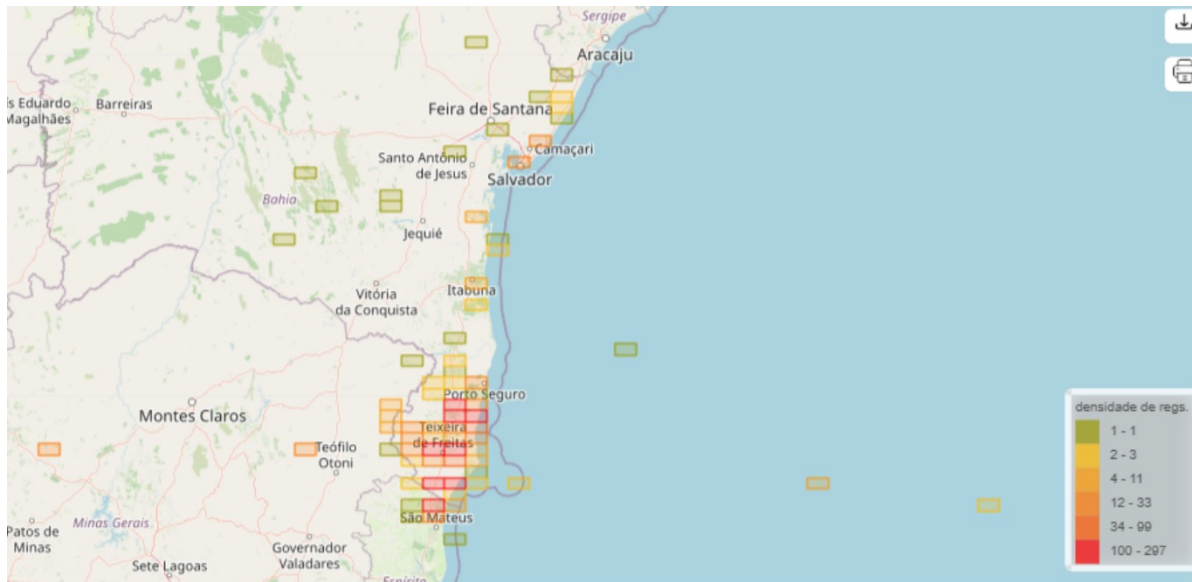 Sergipe
Aracaju
ís Eduardo
Magalhães
Barreiras
Feira de Santana
Camaçari
Santo Antônio
de Jesus
Salvador
Bahia
Jequié
Vitória
da Conquista
Itabuna
Porto Seguro
Montes Claros
Teixeira
de Freitas
Teófilo
Otoni
São Mateus
Minas Gerais
Patos de
Minas
Governador
Valadares
Sete Lagoas
Espírito
densidade de regs.
1 - 1
2 - 3
4 - 11
12 - 33
34 - 99
100 - 297